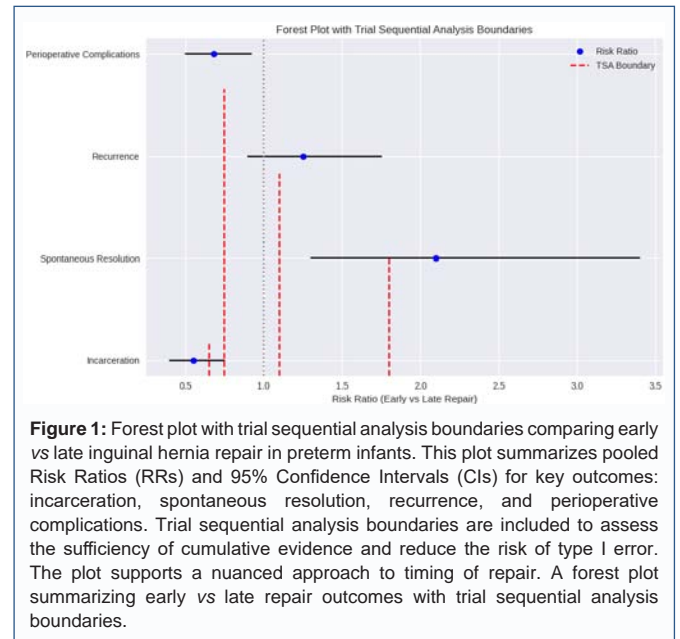 Forest Plot with Trial Sequential Analysis Boundaries
Perioperative Complications
Risk Ratio
TSA Boundary
Recurrence
Spontaneous Resolution
Incarceration
0.5 1.0 1.5 2.0 2.5 3.0 3.5
Risk Ratio (Early vs Late Repair)
Figure 1: Forest plot with trial sequential analysis boundaries comparing early
vs late inguinal hernia repair in preterm infants. This plot summarizes pooled
Risk Ratios (RRs) and 95% Confidence Intervals (CIs) for key outcomes:
incarceration, spontaneous resolution, recurrence, and perioperative
complications. Trial sequential analysis boundaries are included to assess
the sufficiency of cumulative evidence and reduce the risk of type I error.
The plot supports a nuanced approach to timing of repair. A forest plot
summarizing early vs late repair outcomes with trial sequential analysis
boundaries.